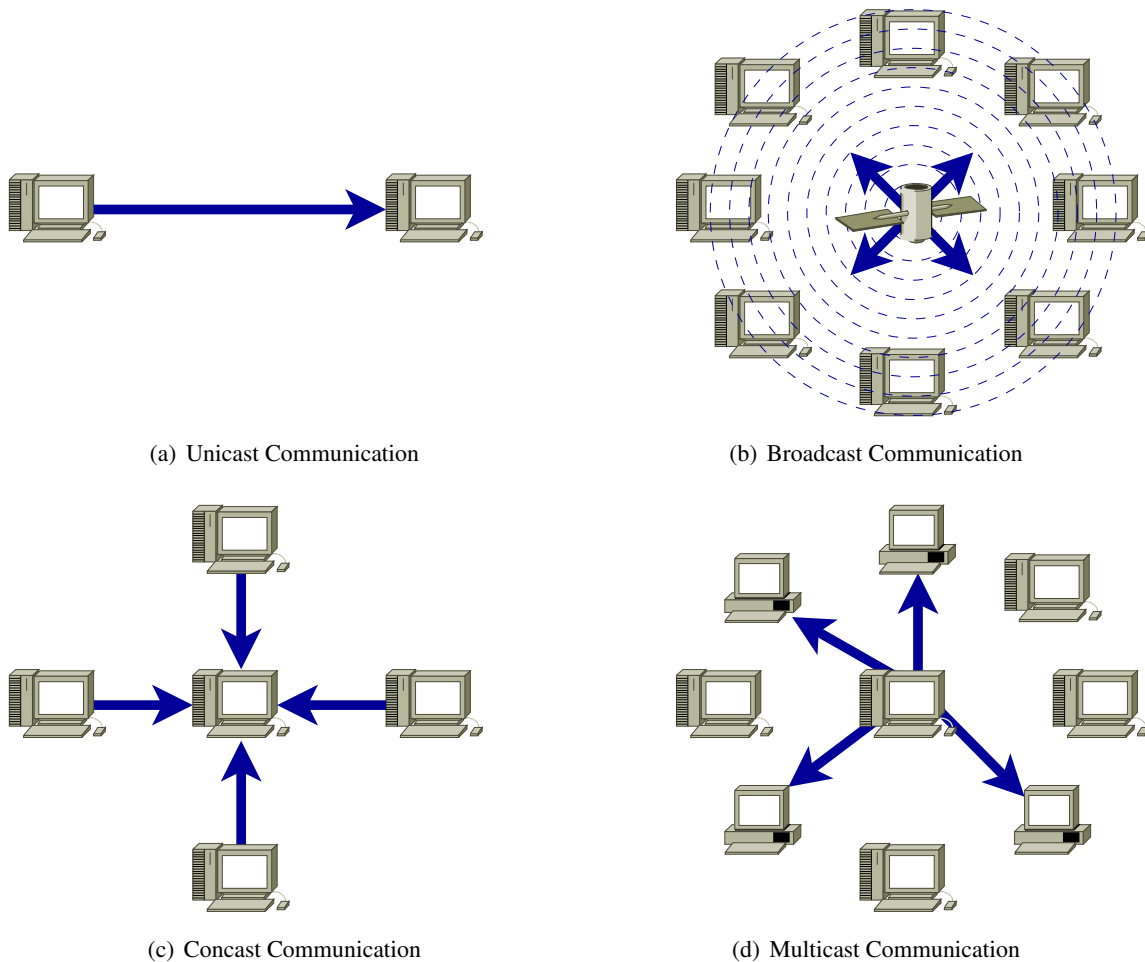 (a) Unicast Communication
(b) Broadcast Communication
(c) Concast Communication
(d) Multicast Communication